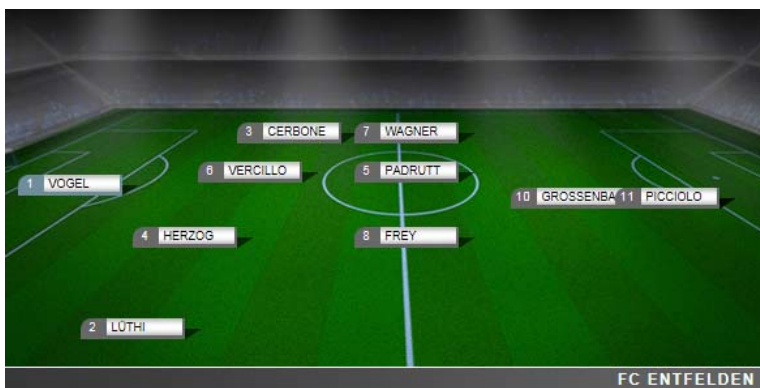 3 CERBONE
7 WAGNER
6 VERCILLO
5 PADRUTT
1 VOGEL
10 GROSSENBA
11 PICCIOLO
4 HERZOG
8 FREY
2 LÜTHI
FC ENTFELDEN